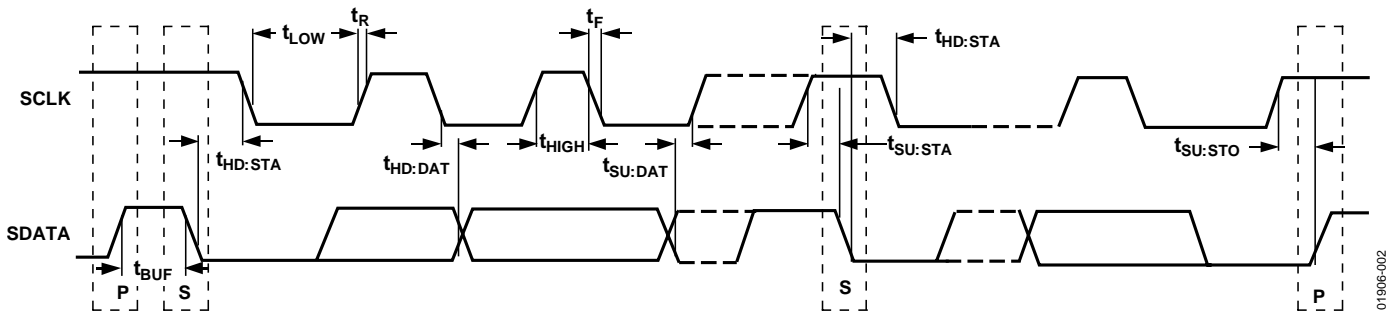 tLOW
tR
tF
tHD:STA
SCLK
tHD:STA
tHD:DAT
tHIGH
tSU:DAT
tSU:STA
tSU:STO
SDATA
tBUF
P
S
S
P
01906-002